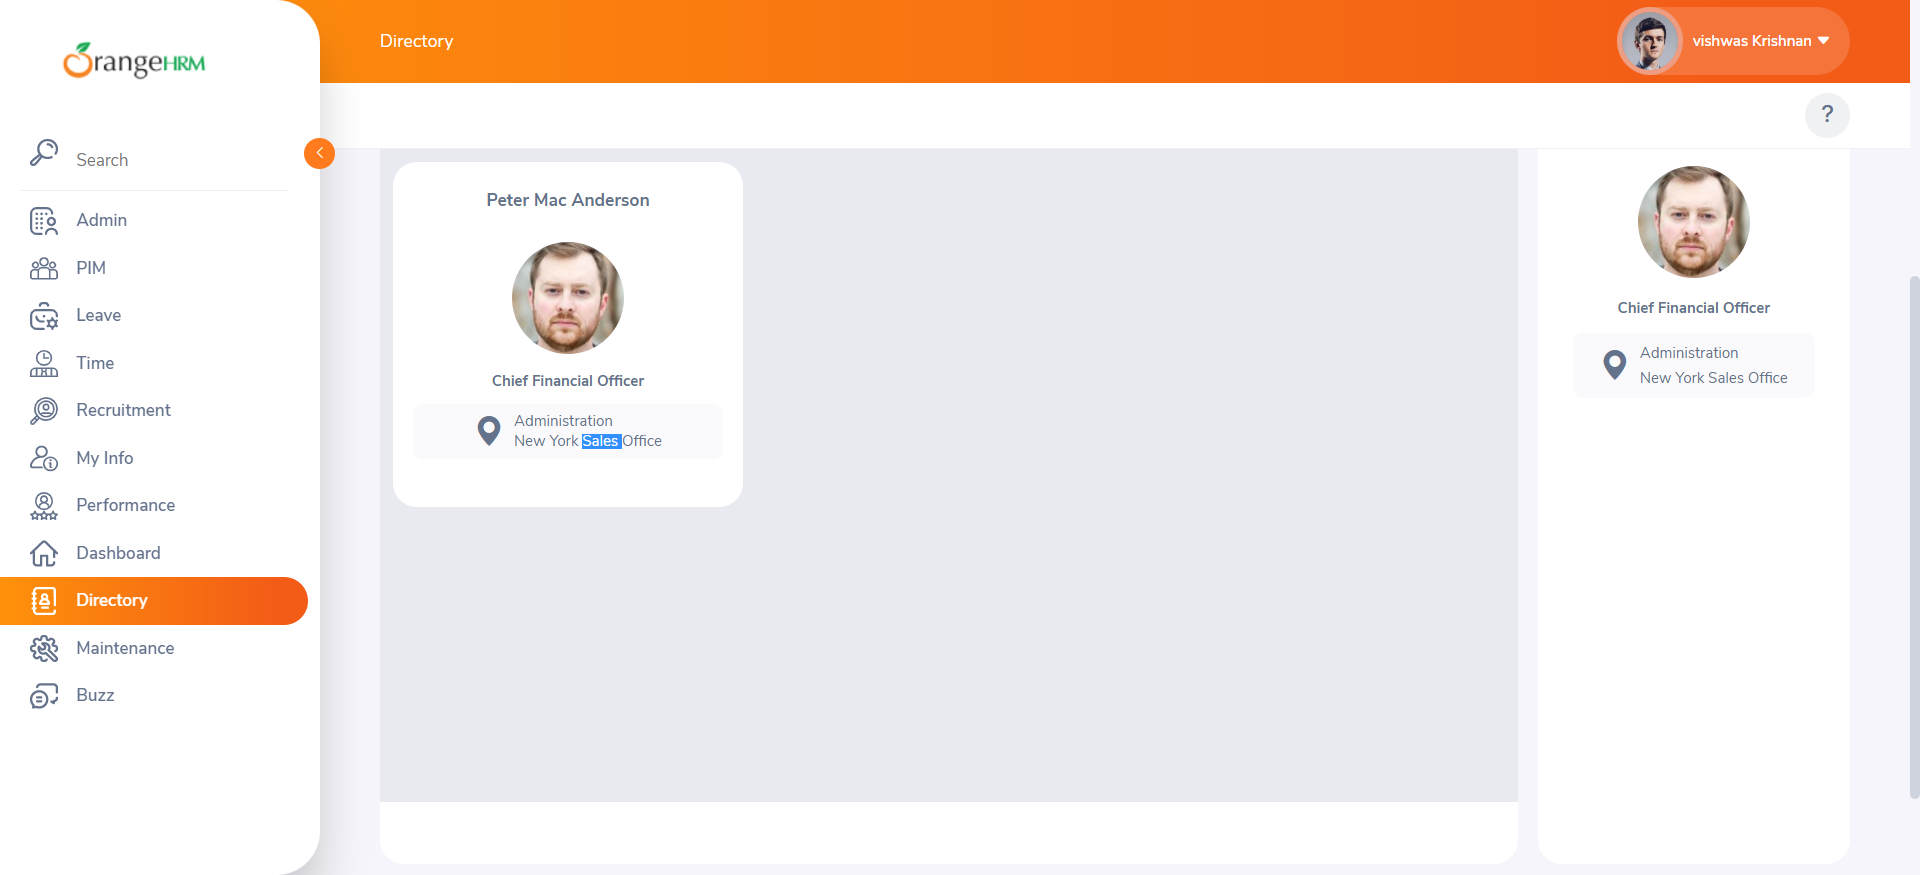 OrangeHRM
Search
Admin
PIM
Leave
Time
Recruitment
My Info
Performance
Dashboard
Directory
Maintenance
Buzz
Directory
vishwas Krishnan
?
Peter Mac Anderson
Chief Financial Officer
Administration
New York Sales Office
Chief Financial Officer
Administration
New York Sales Office